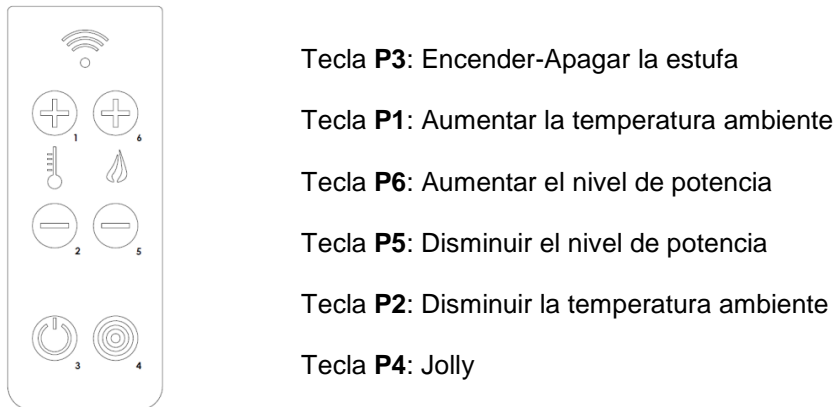 Tecla P3: Encender-Apagar la estufa
1
6
Tecla P1: Aumentar la temperatura ambiente
Tecla P6: Aumentar el nivel de potencia
2
5
Tecla P5: Disminuir el nivel de potencia
Tecla P2: Disminuir la temperatura ambiente
3
4
Tecla P4: Jolly